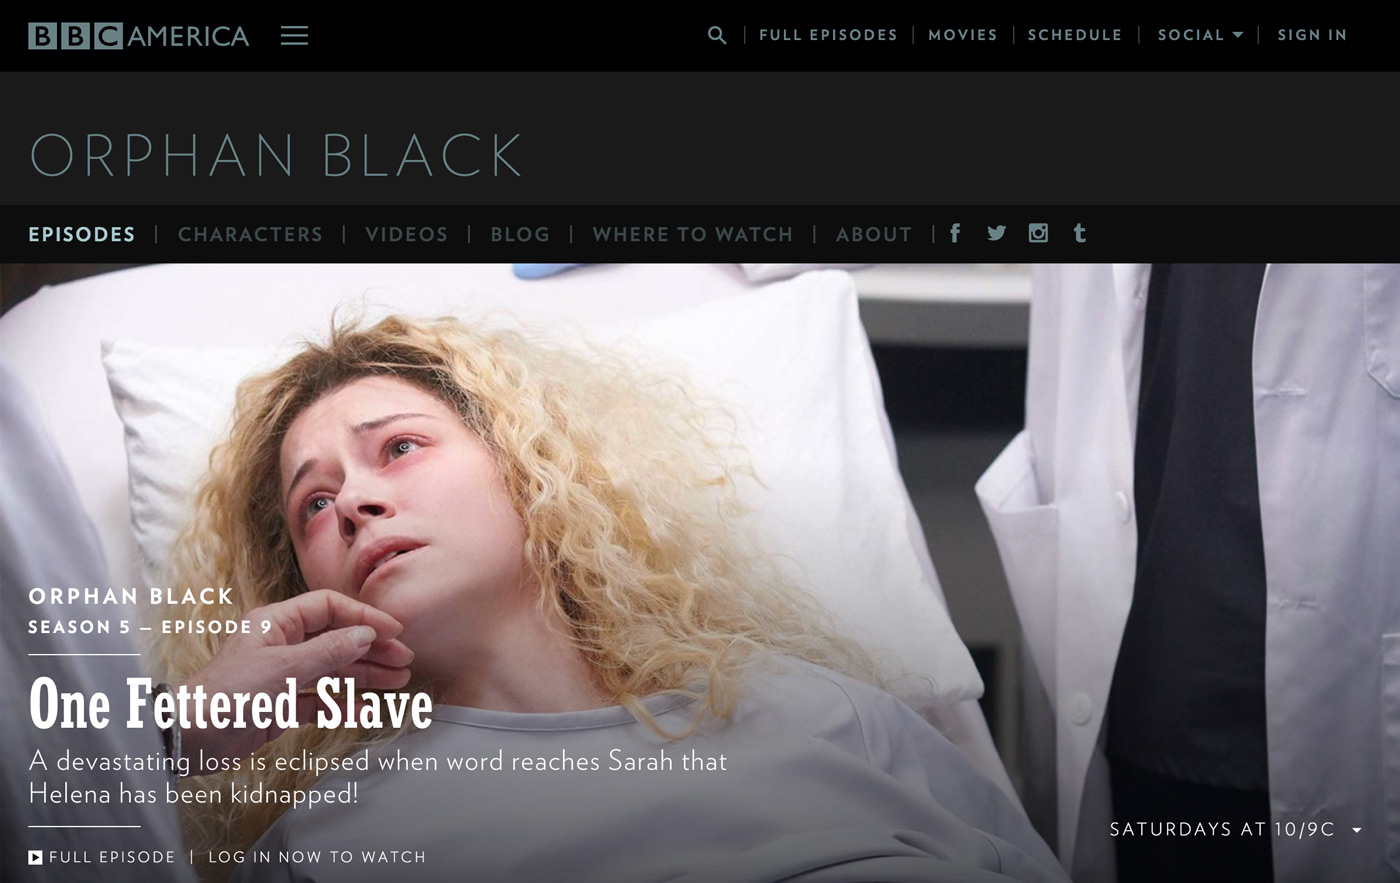 BBC AMERICA
FULL EPISODES | MOVIES | SCHEDULE | SOCIAL | SIGN IN
ORPHAN BLACK
EPISODES | CHARACTERS | VIDEOS | BLOG | WHERE TO WATCH | ABOUT |
ORPHAN BLACK
SEASON 5 – EPISODE 9
One Fettered Slave
A devastating loss is eclipsed when word reaches Sarah that
Helena has been kidnapped!
SATURDAYS AT 10/9C
FULL EPISODE | LOG IN NOW TO WATCH